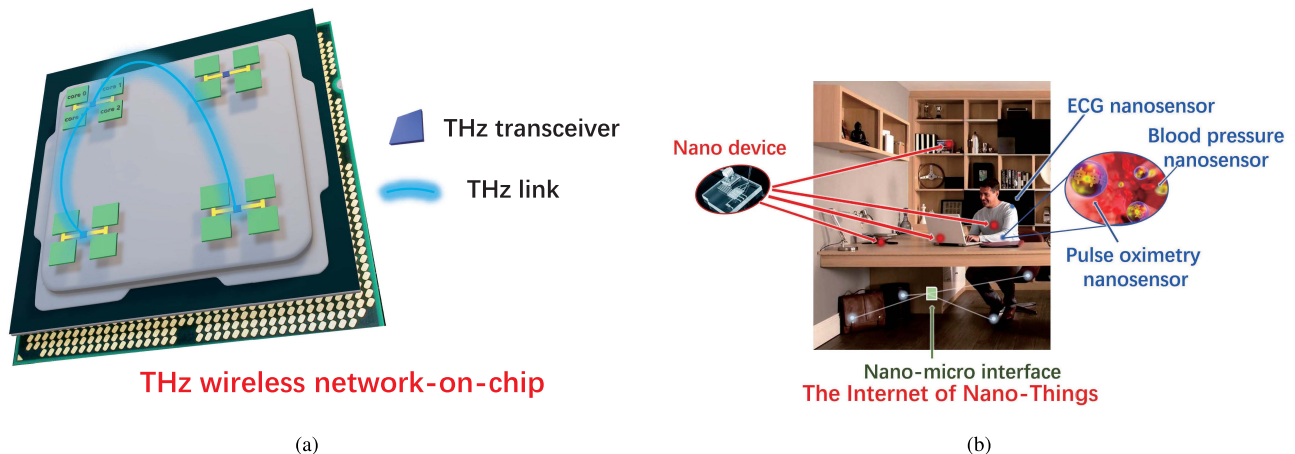 core 0
core 1
core
core 2
THz transceiver
THz link
THz wireless network-on-chip
(a)
ECG nanosensor
Blood pressure
nanosensor
Nano device
Pulse oximetry
nanosensor
Nano-micro interface
The Internet of Nano-Things
(b)